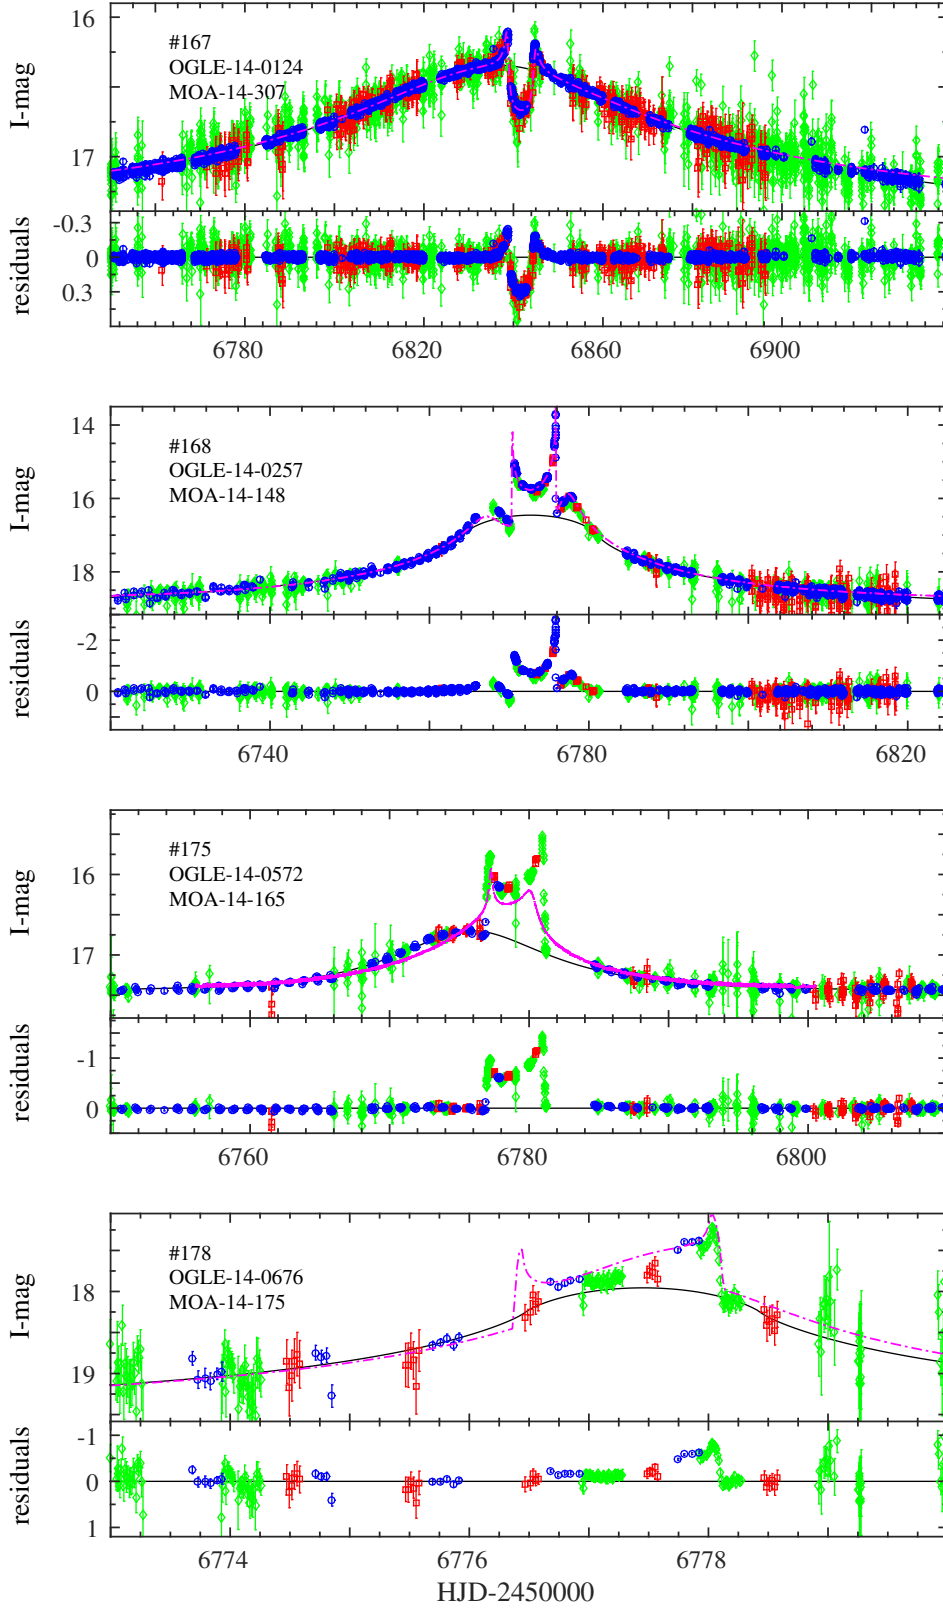 16
#167
OGLE-14-0124
MOA-14-307
I-mag
17
-0.3
0
0.3
residuals
6780
6820
6860
6900
14
#168
OGLE-14-0257
MOA-14-148
I-mag
16
18
-2
0
residuals
6740
6780
6820
#175
OGLE-14-0572
MOA-14-165
I-mag
16
17
-1
0
residuals
6760
6780
6800
#178
OGLE-14-0676
MOA-14-175
I-mag
18
19
-1
0
1
residuals
6774
6776
6778
HJD-2450000